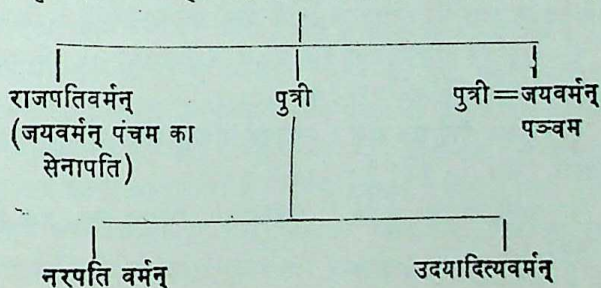 राजपतिवर्मन् पुत्री पुत्री=जयवर्मन्
(जयवर्मन् पंचम का पञ्चम
सेनापति)
नरपति वर्मन् उदयादित्यवर्मन्